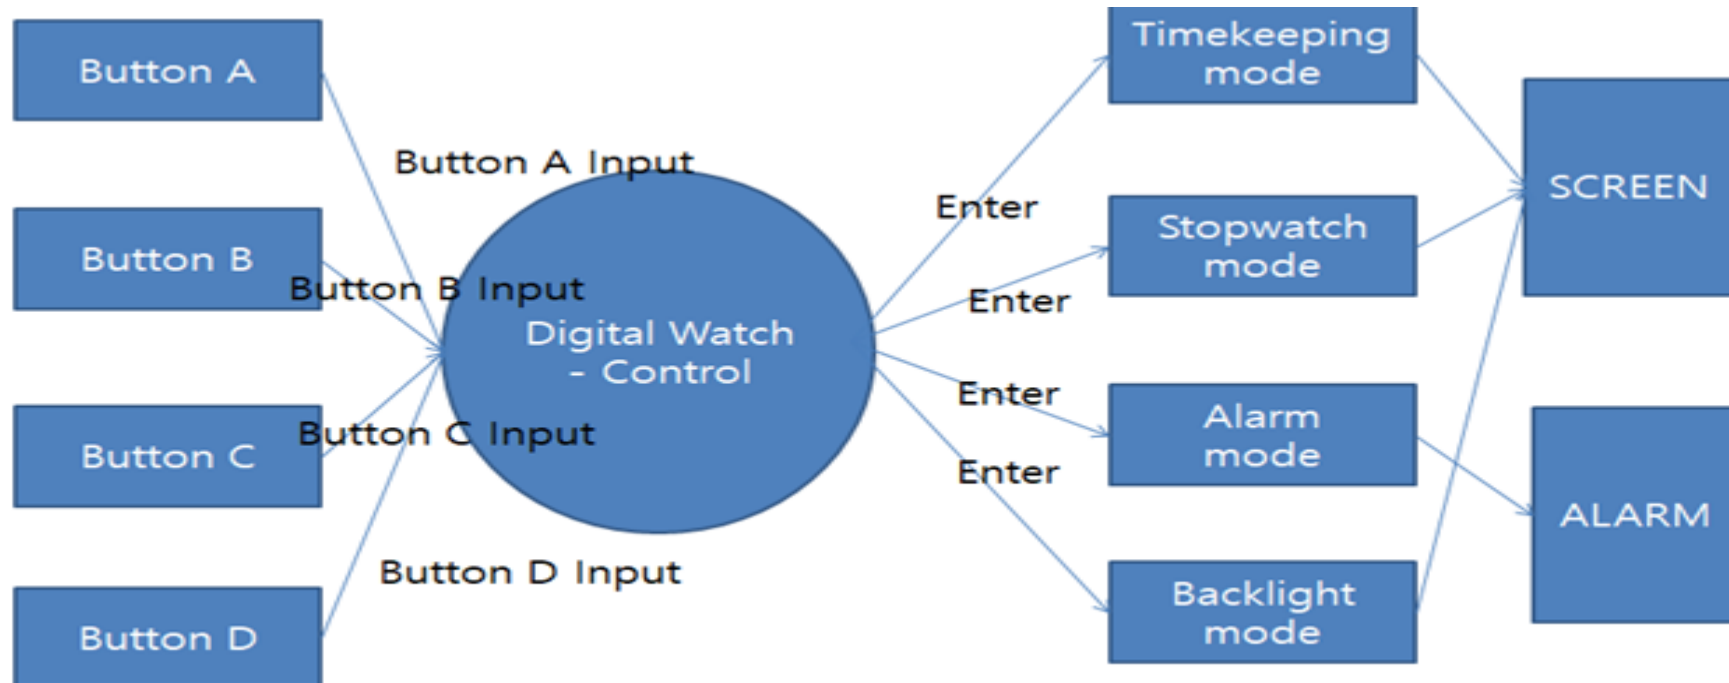 Button A
Button B
Button C
Button D
Button A Input
Button B Input
Button C Input
Button D Input
Digital Watch
- Control
Enter
Enter
Enter
Enter
Timekeeping
mode
Stopwatch
mode
Alarm
mode
Backlight
mode
SCREEN
ALARM